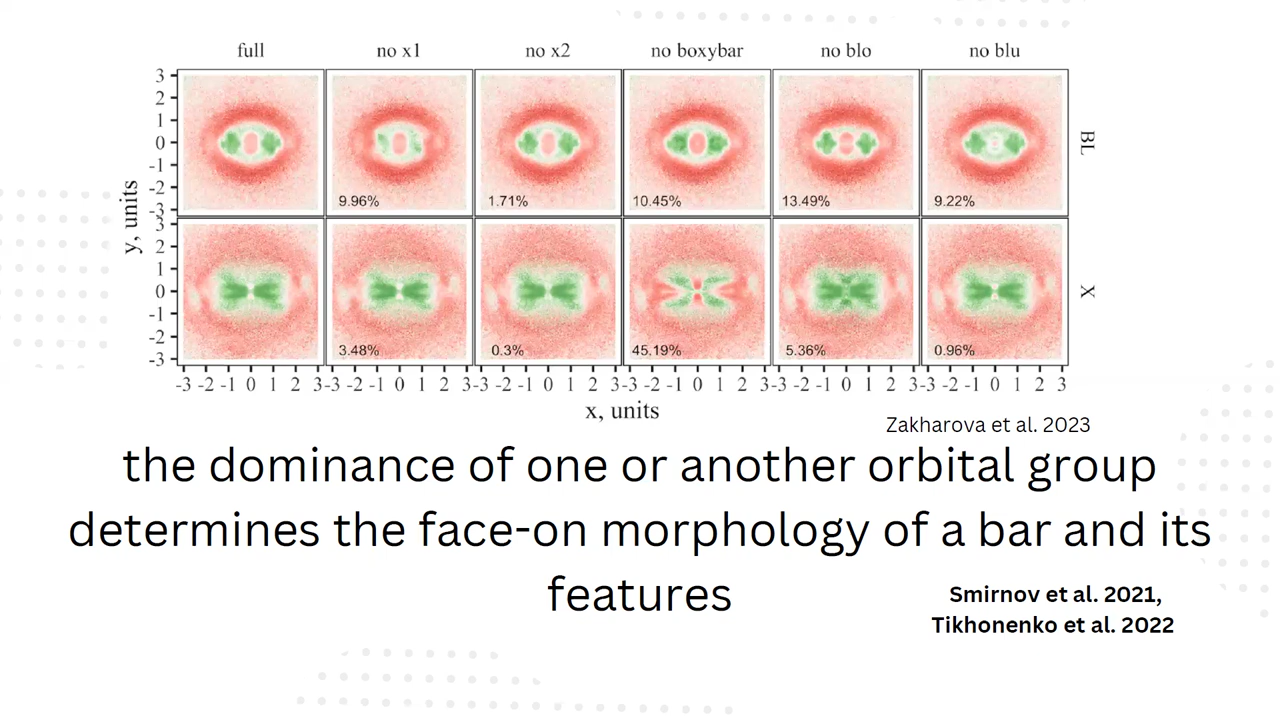 full no x1 no x2 no boxybar no blo no blu
3
2
1
0
-1
-2
-3
BL
9.96% 1.71% 10.45% 13.49% 9.22%
y, units
3
2
1
0
-1
-2
-3
X
3.48% 0.3% 45.19% 5.36% 0.96%
-3 -2 -1 0 1 2 3 -3 -2 -1 0 1 2 3 -3 -2 -1 0 1 2 3 -3 -2 -1 0 1 2 3 -3 -2 -1 0 1 2 3 -3 -2 -1 0 1 2 3
x, units
Zakharova et al. 2023
the dominance of one or another orbital group
determines the face-on morphology of a bar and its
features
Smirnov et al. 2021,
Tikhonenko et al. 2022